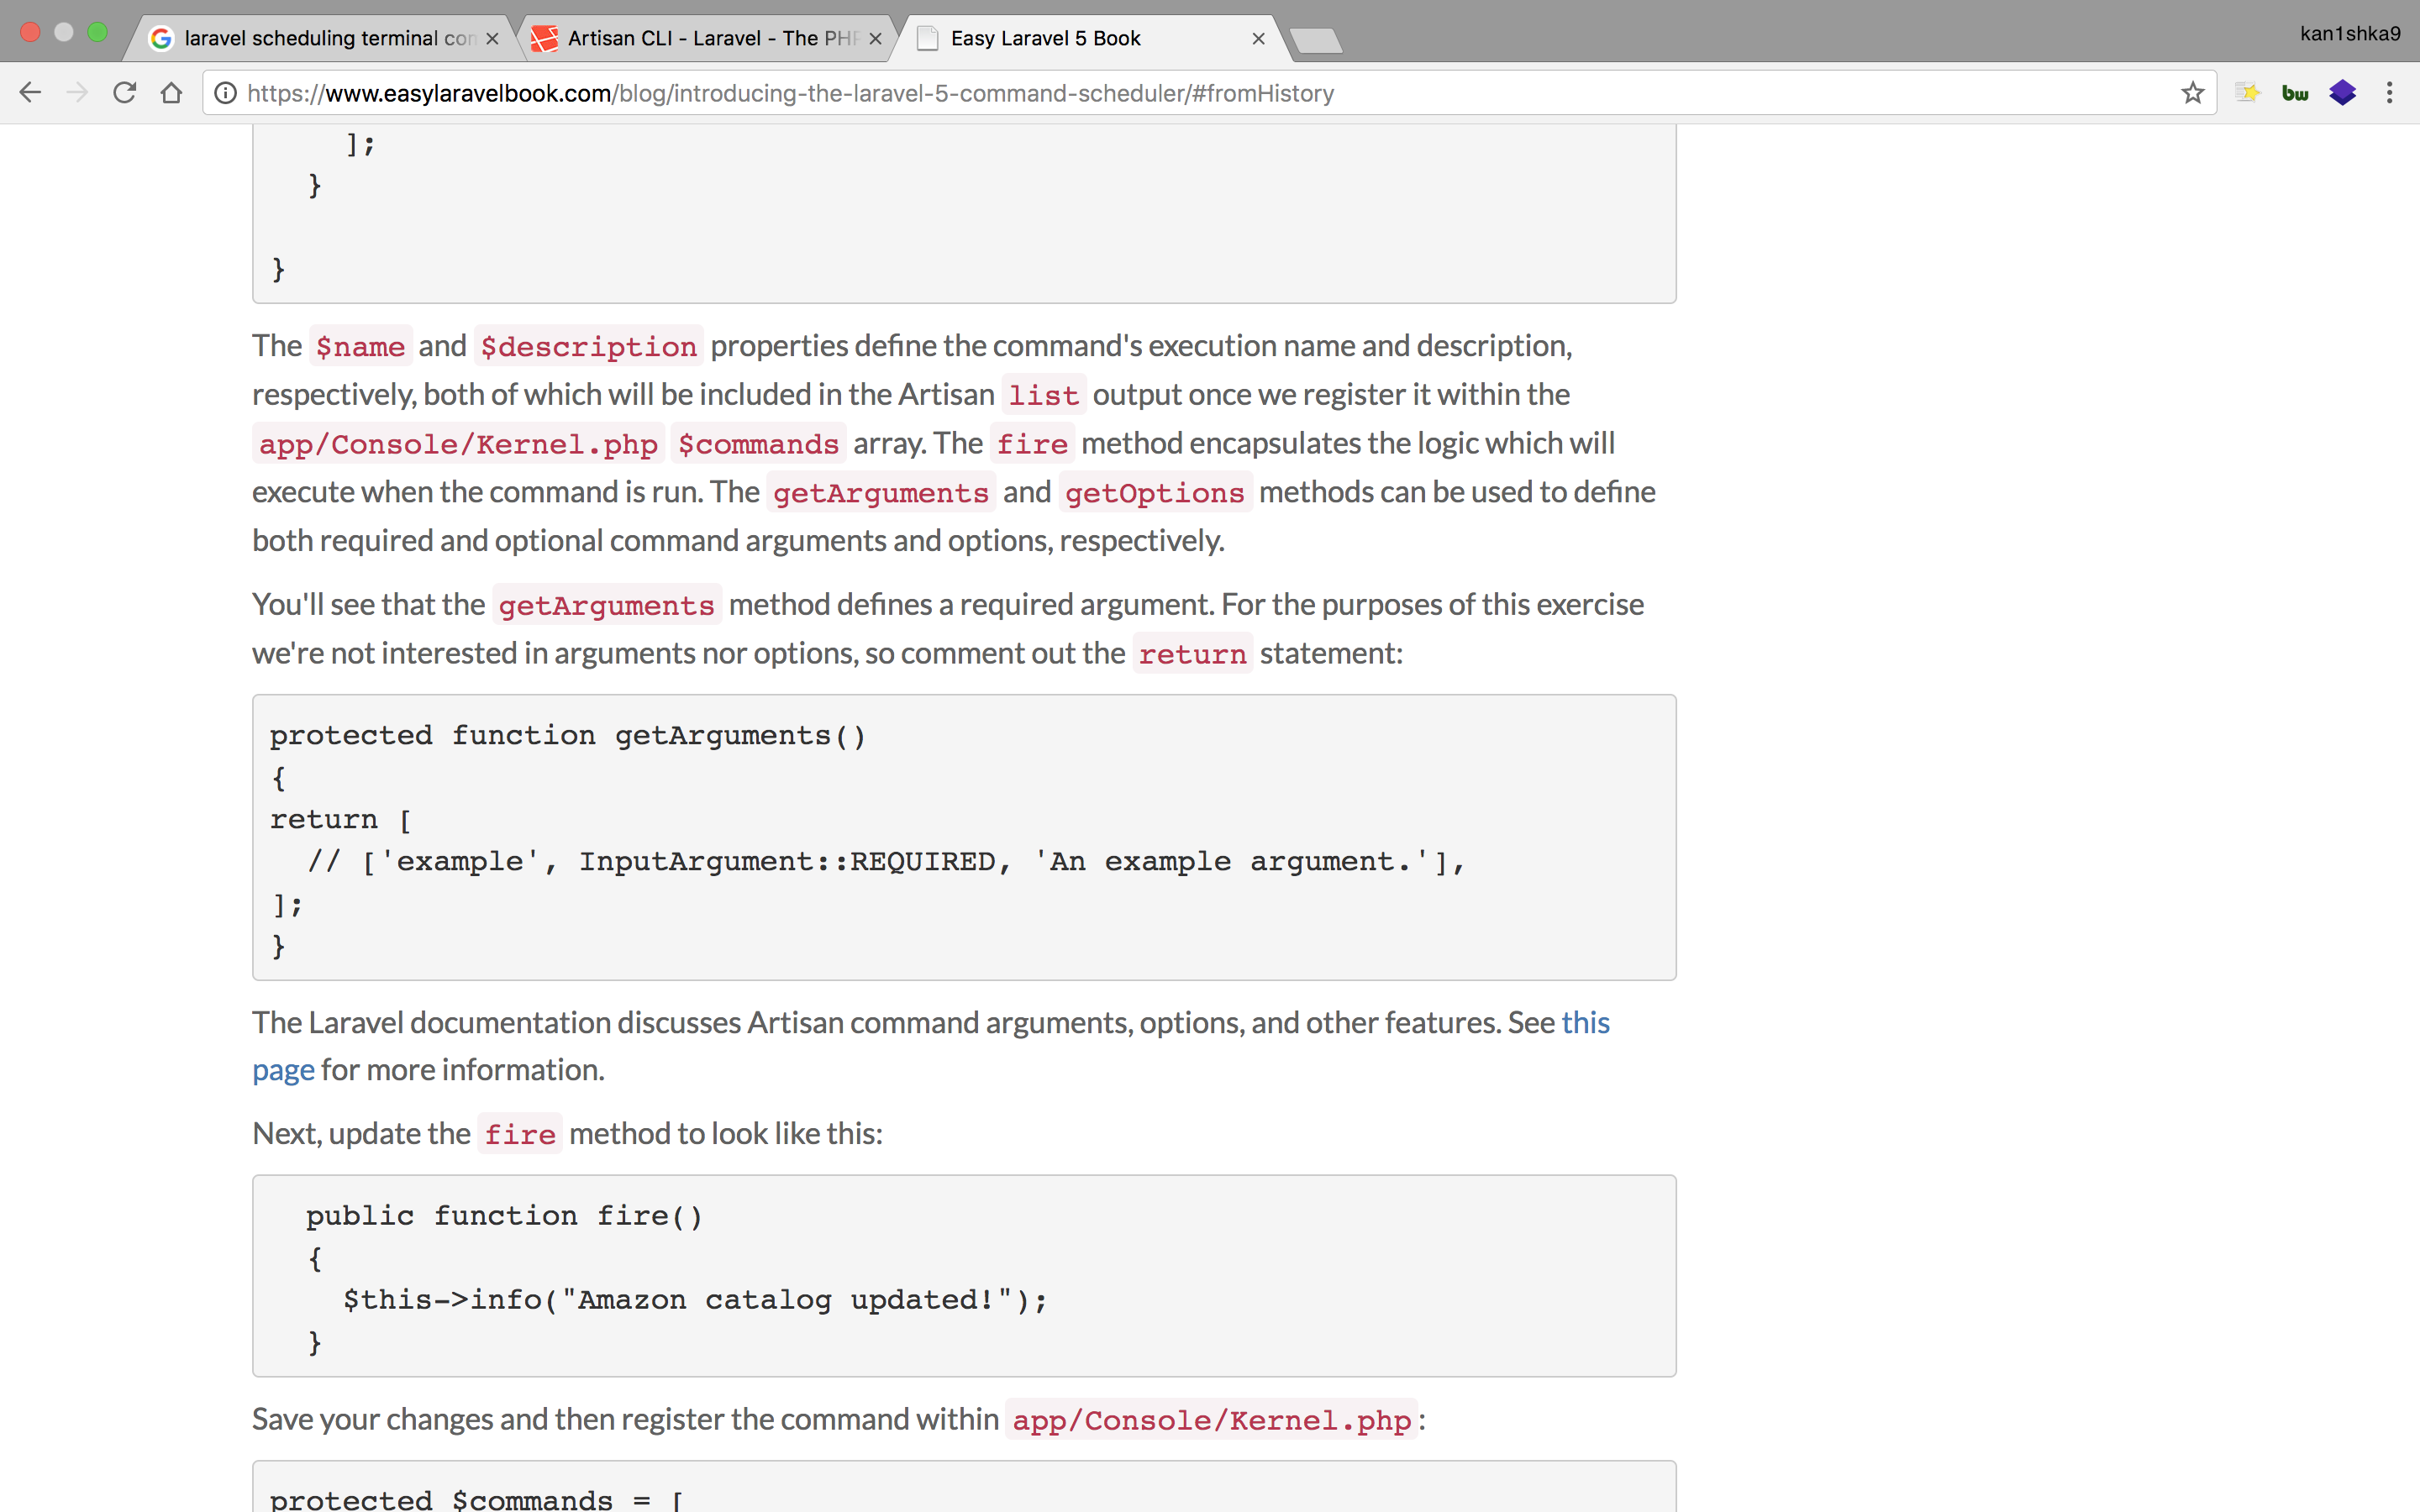 kan1shka9
laravel scheduling terminal con
Artisan CLI - Laravel - The PHP
Easy Laravel 5 Book
https://www.easylaravelbook.com/blog/introducing-the-laravel-5-command-scheduler/#fromHistory
bw
];
}
}
The $name and $description properties define the command's execution name and description,
respectively, both of which will be included in the Artisan list output once we register it within the
app/Console/Kernel.php $commands array. The fire method encapsulates the logic which will
execute when the command is run. The getArguments and getOptions methods can be used to define
both required and optional command arguments and options, respectively.
You'll see that the getArguments method defines a required argument. For the purposes of this exercise
we're not interested in arguments nor options, so comment out the return statement:
protected function getArguments()
{
return [
// ['example', InputArgument::REQUIRED, 'An example argument.'],
];
}
The Laravel documentation discusses Artisan command arguments, options, and other features. See this
page for more information.
Next, update the fire method to look like this:
public function fire()
{
$this->info("Amazon catalog updated!");
}
Save your changes and then register the command within app/Console/Kernel.php:
protected $commands = [